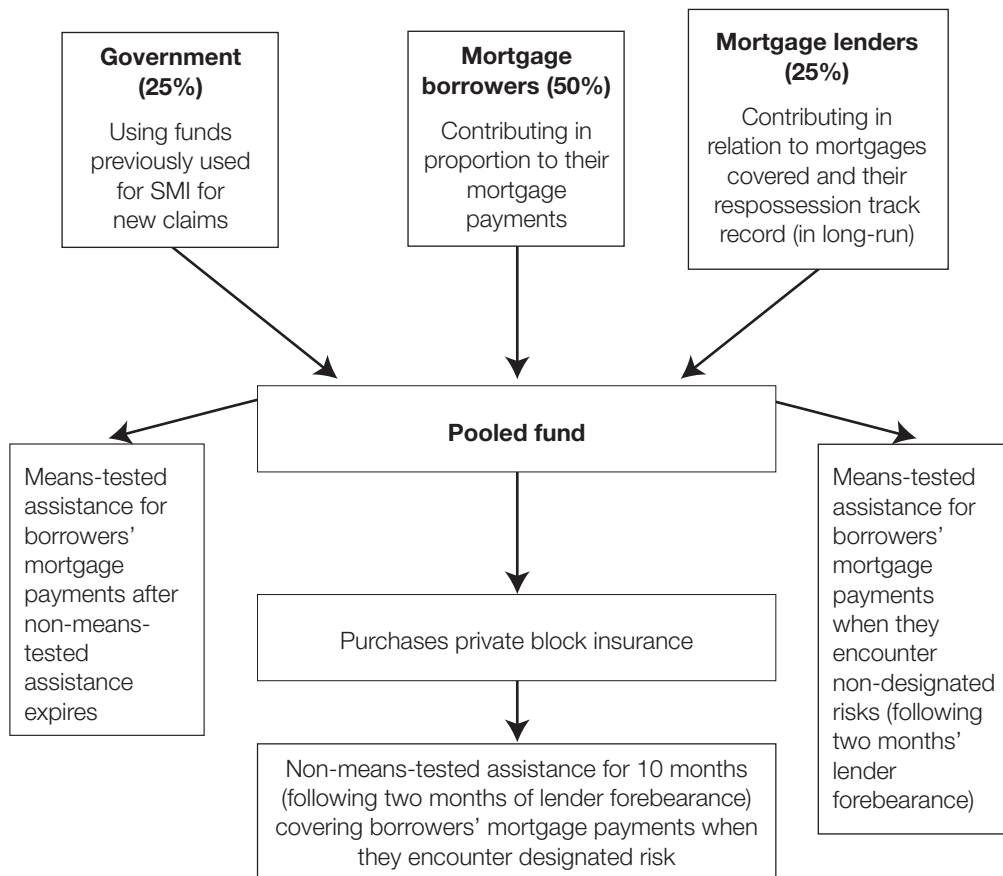 Government
(25%)
Using funds
previously used
for SMI for
new claims
Mortgage
borrowers (50%)
Contributing in
proportion to their
mortgage
payments
Mortgage lenders
(25%)
Contributing in
relation to mortgages
covered and their
respossession track
record (in long-run)
Pooled fund
Means-tested
assistance for
borrowers’
mortgage
payments after
non-means-
tested
assistance
expires
Purchases private block insurance
Non-means-tested assistance for 10 months
(following two months of lender forebearance)
covering borrowers’ mortgage payments when
they encounter designated risk
Means-tested
assistance for
borrowers’
mortgage
payments
when they
encounter
non-designated
risks (following
two months’
lender
forebearance)